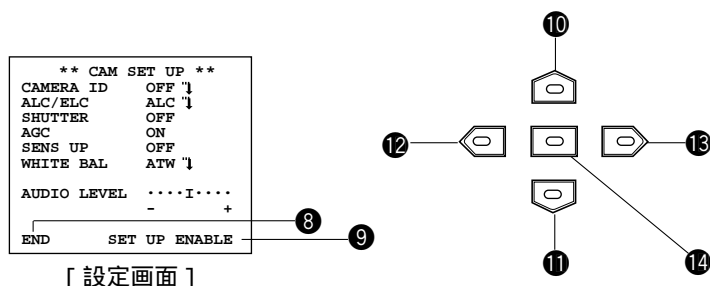 ** CAM SET UP **
CAMERA ID OFF
ALC/ELC ALC
SHUTTER OFF
AGC ON
SENS UP OFF
WHITE BAL ATW
AUDIO LEVEL ····I····
- +
END SET UP ENABLE
8
9
[ 設定画面 ]
10
12
13
11
14